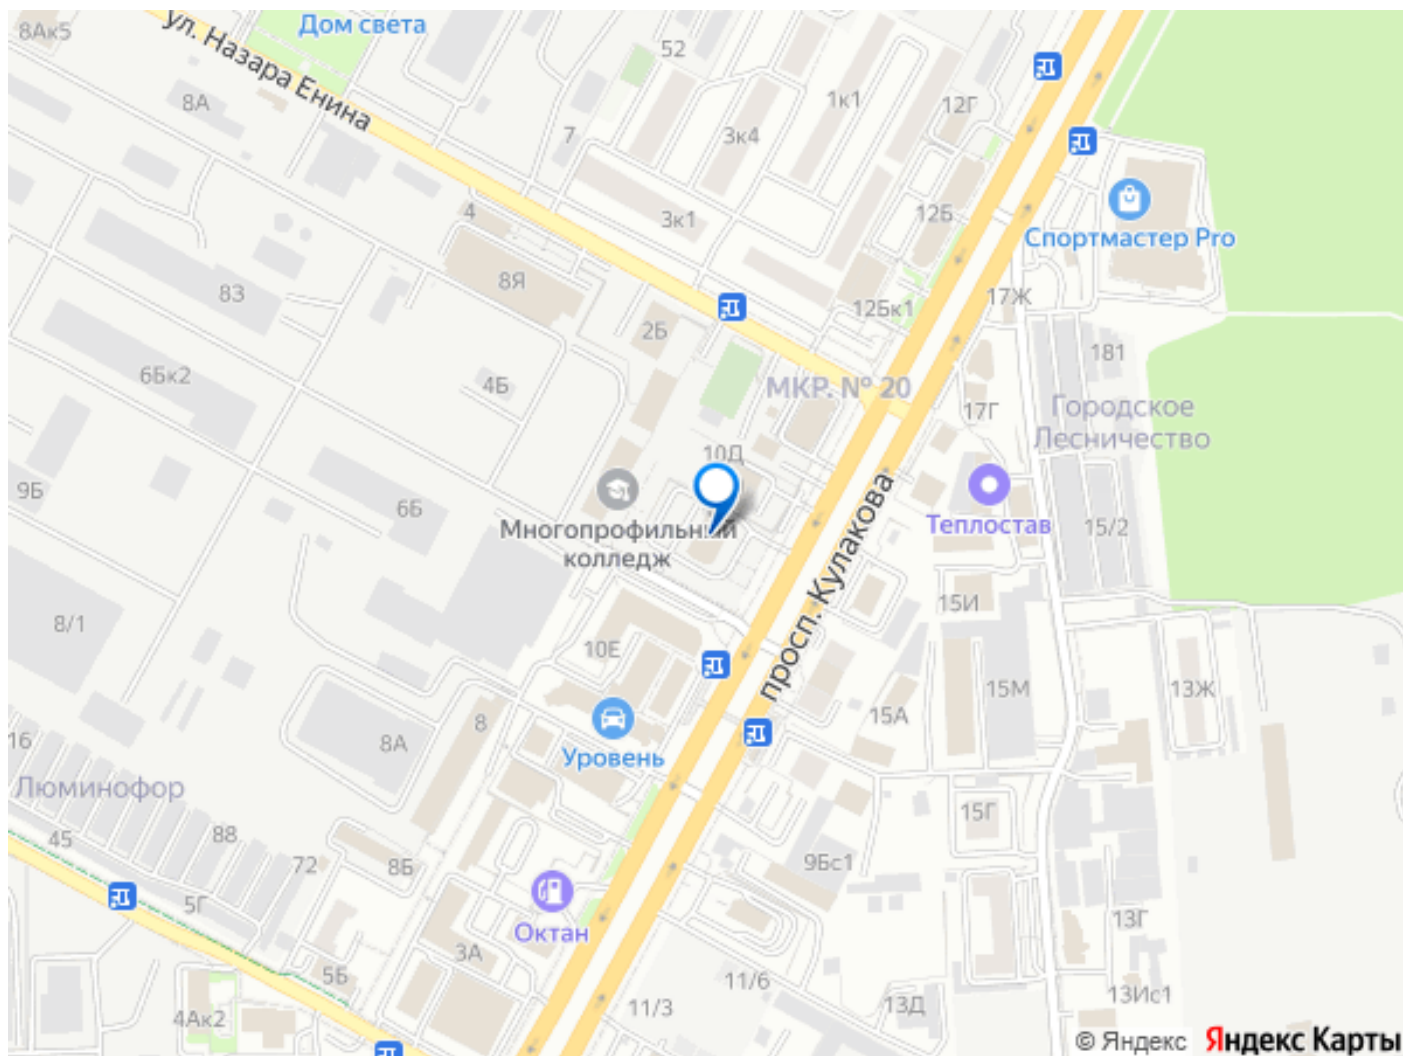 8Ак5
Дом света
ул. Назара Енина
52
8А
7
1к1
12Г
3к4
4
3к1
12Б
Спортмастер Pro
8Я
83
12Бк1
17Ж
2Б
181
6Бк2
4Б
МКР. № 20
17Г
Городское
Лесничество
10Д
9Б
6Б
Многопрофильный
колледж
просп. Кулакова
Теплостав
15/2
15И
8/1
10Е
15М
13Ж
15А
16
8А
8
Уровень
Люминофор
15Г
45
88
72
8Б
9Бс1
5Г
Октан
13Г
3А
5Б
11/6
11/3
13Д
13Ис1
4Ак2
© Яндекс
Яндекс Карты